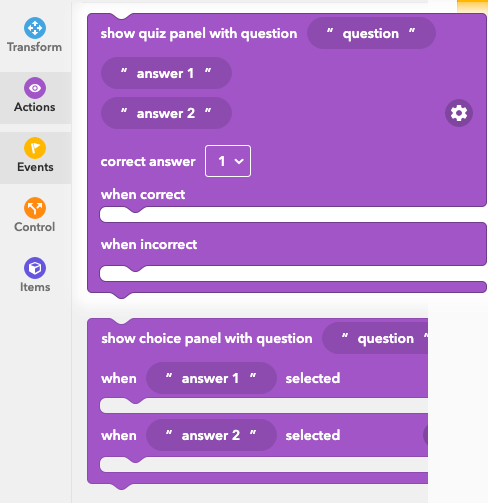 Transform
Actions
Events
Control
Items
show quiz panel with question “ question ”
“ answer 1 ”
“ answer 2 ”
correct answer 1
when correct
when incorrect
show choice panel with question “ question “
when “ answer 1 ” selected
when “ answer 2 ” selected